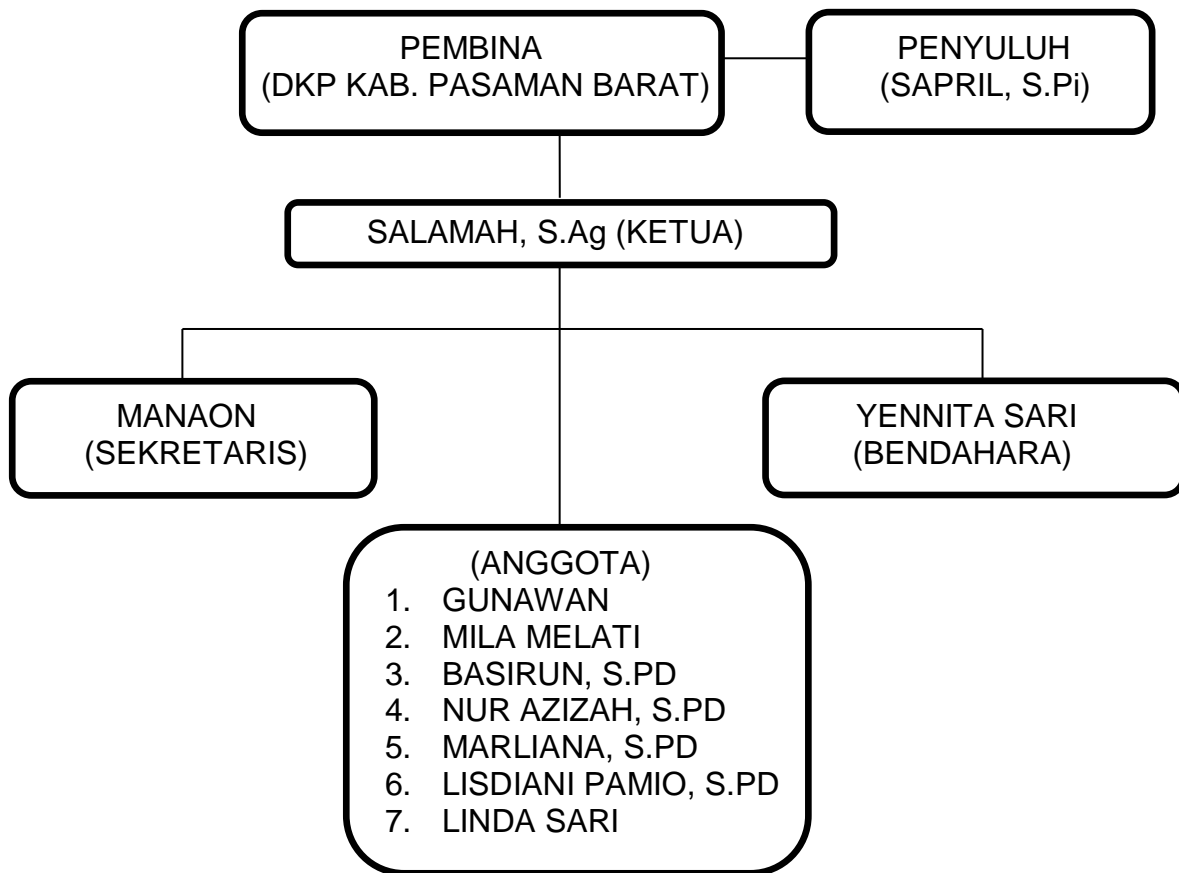 PEMBINA
(DKP KAB. PASAMAN BARAT)
PENYULUH
(SAPRIL, S.Pi)
SALAMAH, S.Ag (KETUA)
MANAON
(SEKRETARIS)
YENNITA SARI
(BENDAHARA)
(ANGGOTA)
1. GUNAWAN
2. MILA MELATI
3. BASIRUN, S.PD
4. NUR AZIZAH, S.PD
5. MARLIANA, S.PD
6. LISDIANI PAMIO, S.PD
7. LINDA SARI